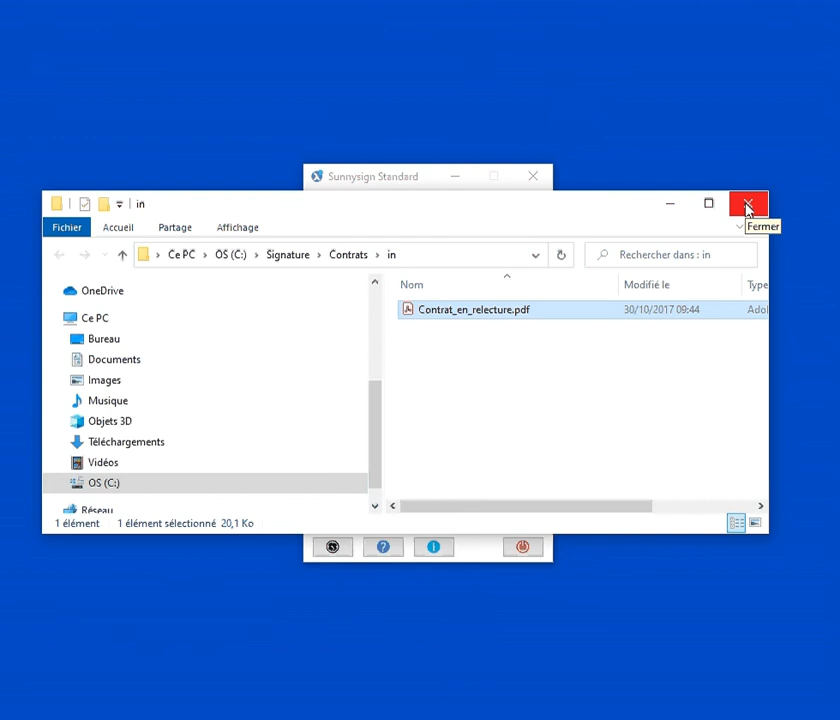 Sunnysign Standard
in
Fermer
Fichier Accueil Partage Affichage
Ce PC OS (C:) Signature Contrats in
Rechercher dans : in
OneDrive
Ce PC
Bureau
Documents
Images
Musique
Objets 3D
Téléchargements
Vidéos
OS (C:)
Réseau
Nom Modifié le Type
Contrat_en_relecture.pdf 30/10/2017 09:44 Adol
1 élément 1 élément sélectionné 20,1 Ko